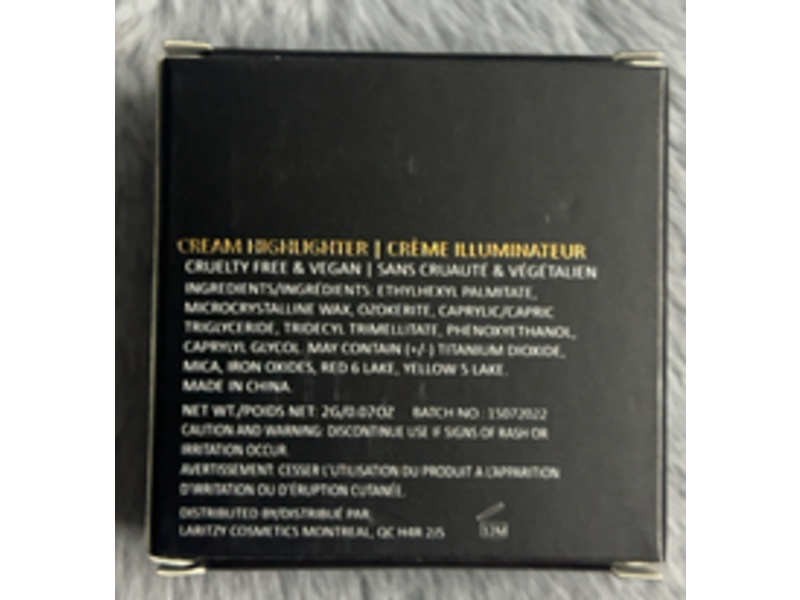 CREAM HIGHLIGHTER | CRÈME ILLUMINATEUR
CRUELTY FREE & VEGAN | SANS CRUAUTÉ & VÉGÉTALIEN
INGREDIENTS/INGRÉDIENTS: ETHYLHEXYL PALMITATE,
MICROCRYSTALLINE WAX, OZOKERITE, CAPRYLIC/CAPRIC
TRIGLYCERIDE, TRIDECYL TRIMELLITATE, PHENOXYETHANOL,
CAPRYLYL GLYCOL. MAY CONTAIN (+/-) TITANIUM DIOXIDE,
MICA, IRON OXIDES, RED 6 LAKE, YELLOW 5 LAKE.
MADE IN CHINA.
NET WT./POIDS NET: 2G/0.07OZ BATCH NO.: 15072022
CAUTION AND WARNING: DISCONTINUE USE IF SIGNS OF RASH OR
IRRITATION OCCUR.
AVERTISSEMENT: CESSER L'UTILISATION DU PRODUIT A L'APPARITION
D'IRRITATION OU D'ÉRUPTION CUTANÉE.
DISTRIBUTED BY/DISTRIBUÉ PAR
LARITZY COSMETICS MONTREAL, QC H4R 2J5
12M